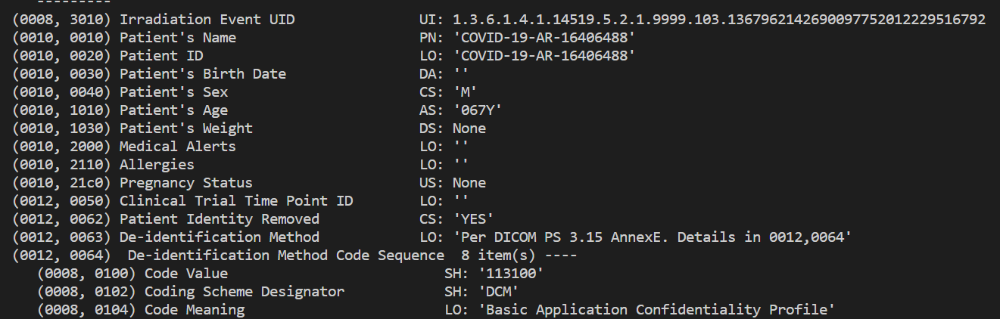 ---------
(0008, 3010) Irradiation Event UID               UI: 1.3.6.1.4.1.14519.5.2.1.9999.103.1367962142690097752012229516792
(0010, 0010) Patient's Name                      PN: 'COVID-19-AR-16406488'
(0010, 0020) Patient ID                          LO: 'COVID-19-AR-16406488'
(0010, 0030) Patient's Birth Date                DA: ''
(0010, 0040) Patient's Sex                       CS: 'M'
(0010, 1010) Patient's Age                       AS: '067Y'
(0010, 1030) Patient's Weight                    DS: None
(0010, 2000) Medical Alerts                      LO: ''
(0010, 2110) Allergies                           LO: ''
(0010, 21c0) Pregnancy Status                    US: None
(0012, 0050) Clinical Trial Time Point ID        LO: ''
(0012, 0062) Patient Identity Removed            CS: 'YES'
(0012, 0063) De-identification Method            LO: 'Per DICOM PS 3.15 AnnexE. Details in 0012,0064'
(0012, 0064)  De-identification Method Code Sequence  8 item(s) ----
   (0008, 0100) Code Value                          SH: '113100'
   (0008, 0102) Coding Scheme Designator            SH: 'DCM'
   (0008, 0104) Code Meaning                        LO: 'Basic Application Confidentiality Profile'